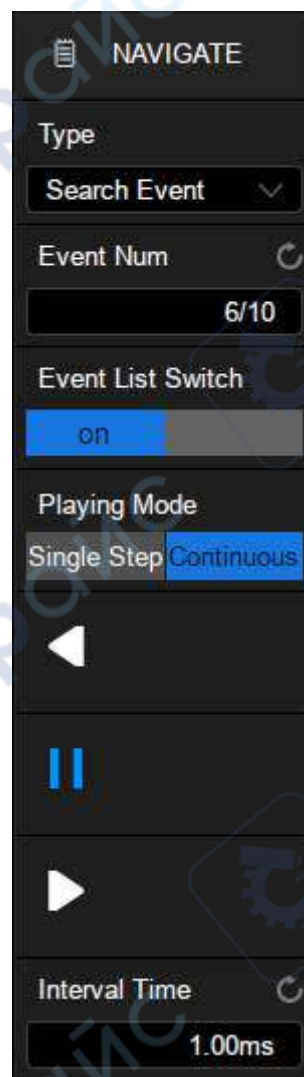 NAVIGATE
Type
Search Event
Event Num
6/10
Event List Switch
on
Playing Mode
Single Step Continuous
Interval Time
1.00ms